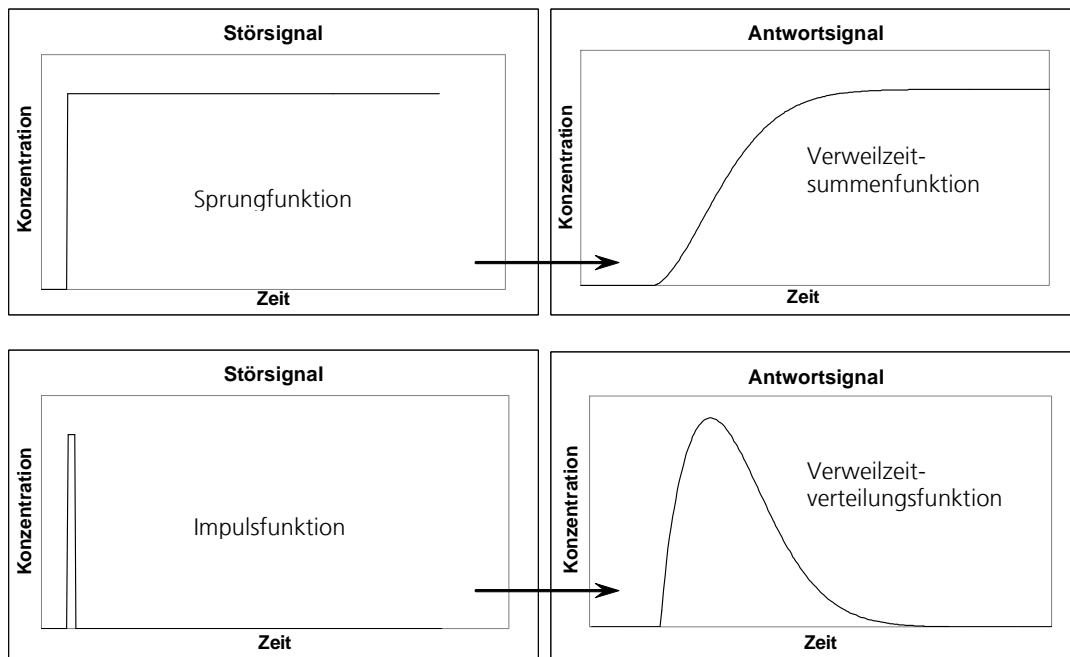 Störsignal
Konzentration
Sprungfunktion
Zeit
Antwortsignal
Konzentration
Verweilzeit-
summenfunktion
Zeit
Störsignal
Konzentration
Impulsfunktion
Zeit
Antwortsignal
Konzentration
Verweilzeit-
verteilungsfunktion
Zeit